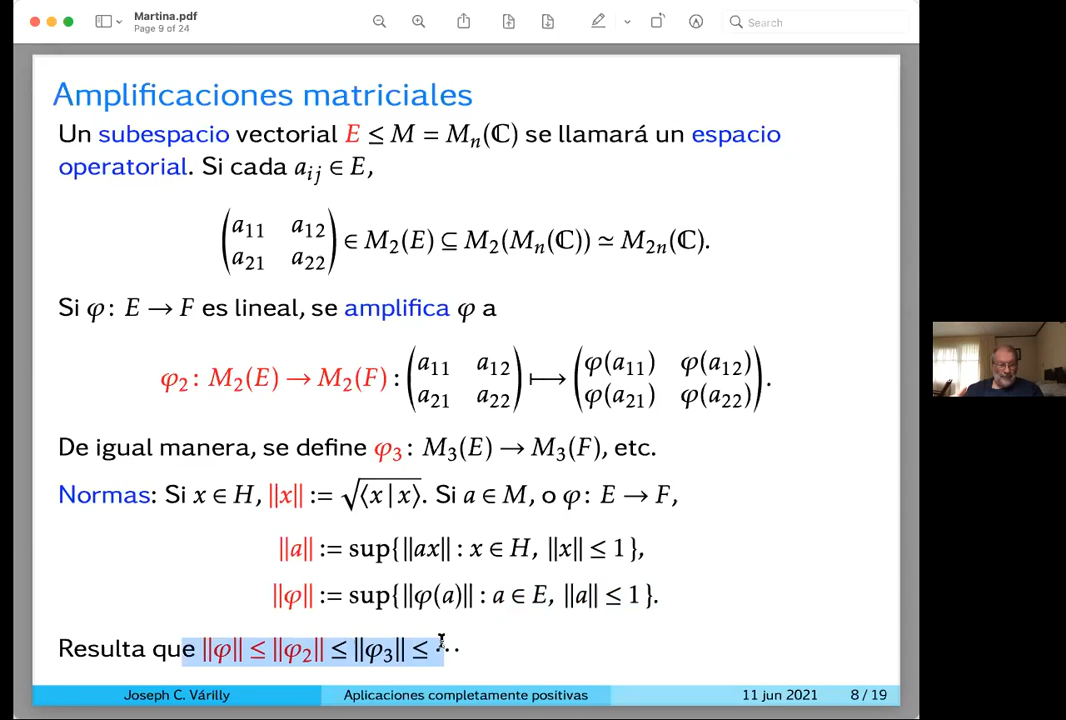 Martina.pdf
Page 9 of 24
Search
Amplificaciones matriciales
Un subespacio vectorial E ≤ M = Mₙ(ℂ) se llamará un espacio
operatorial. Si cada aᵢⱼ ∈ E,
(a₁₁ a₁₂
a₂₁ a₂₂) ∈ M₂(E) ⊆ M₂(Mₙ(ℂ)) ≃ M₂ₙ(ℂ).
Si φ: E → F es lineal, se amplifica φ a
φ₂: M₂(E) → M₂(F) : (a₁₁ a₁₂
a₂₁ a₂₂) ⟼ (φ(a₁₁) φ(a₁₂)
φ(a₂₁) φ(a₂₂)).
De igual manera, se define φ₃: M₃(E) → M₃(F), etc.
Normas: Si x ∈ H, ||x|| := √⟨x | x⟩. Si a ∈ M, o φ: E → F,
||a|| := sup{ ||ax|| : x ∈ H, ||x|| ≤ 1 },
||φ|| := sup{ ||φ(a)|| : a ∈ E, ||a|| ≤ 1 }.
Resulta que ||φ|| ≤ ||φ₂|| ≤ ||φ₃|| ≤ ···
Joseph C. Várilly Aplicaciones completamente positivas 11 jun 2021 8 / 19